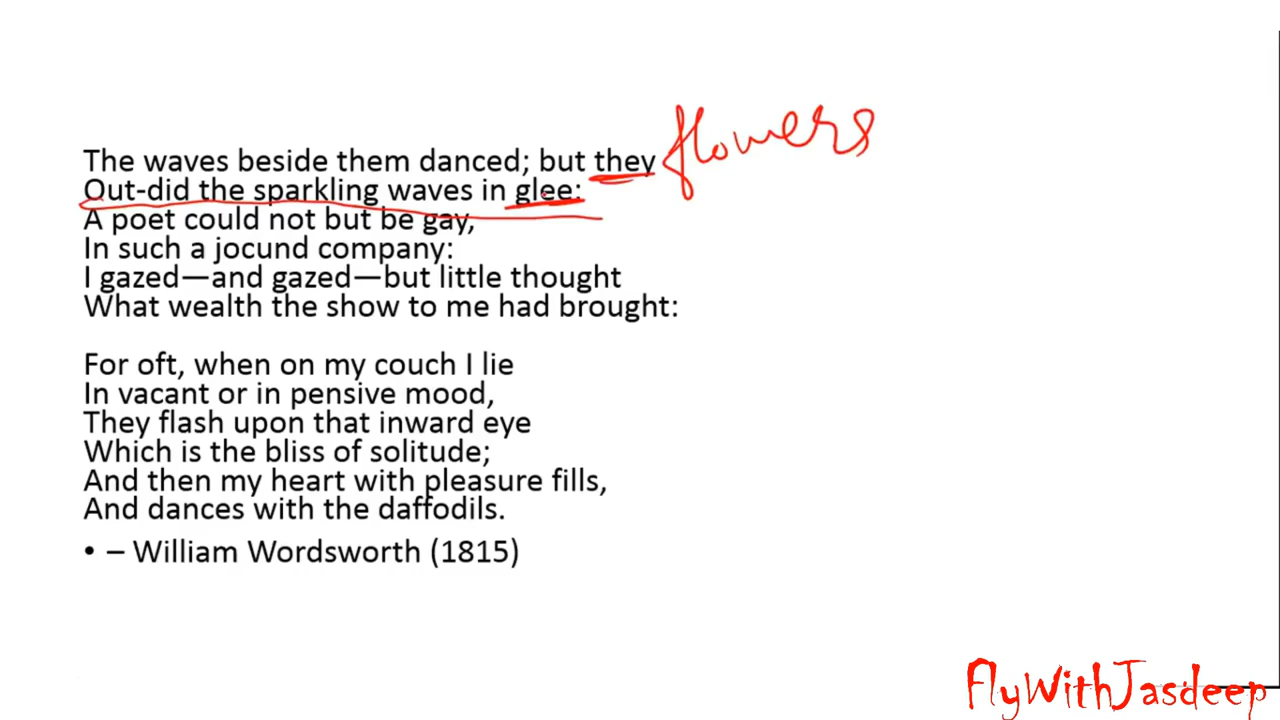 The waves beside them danced; but they flowers
Out-did the sparkling waves in glee:
A poet could not but be gay,
In such a jocund company:
I gazed—and gazed—but little thought
What wealth the show to me had brought:
For oft, when on my couch I lie
In vacant or in pensive mood,
They flash upon that inward eye
Which is the bliss of solitude;
And then my heart with pleasure fills,
And dances with the daffodils.
• – William Wordsworth (1815)
FlyWithJasdeep